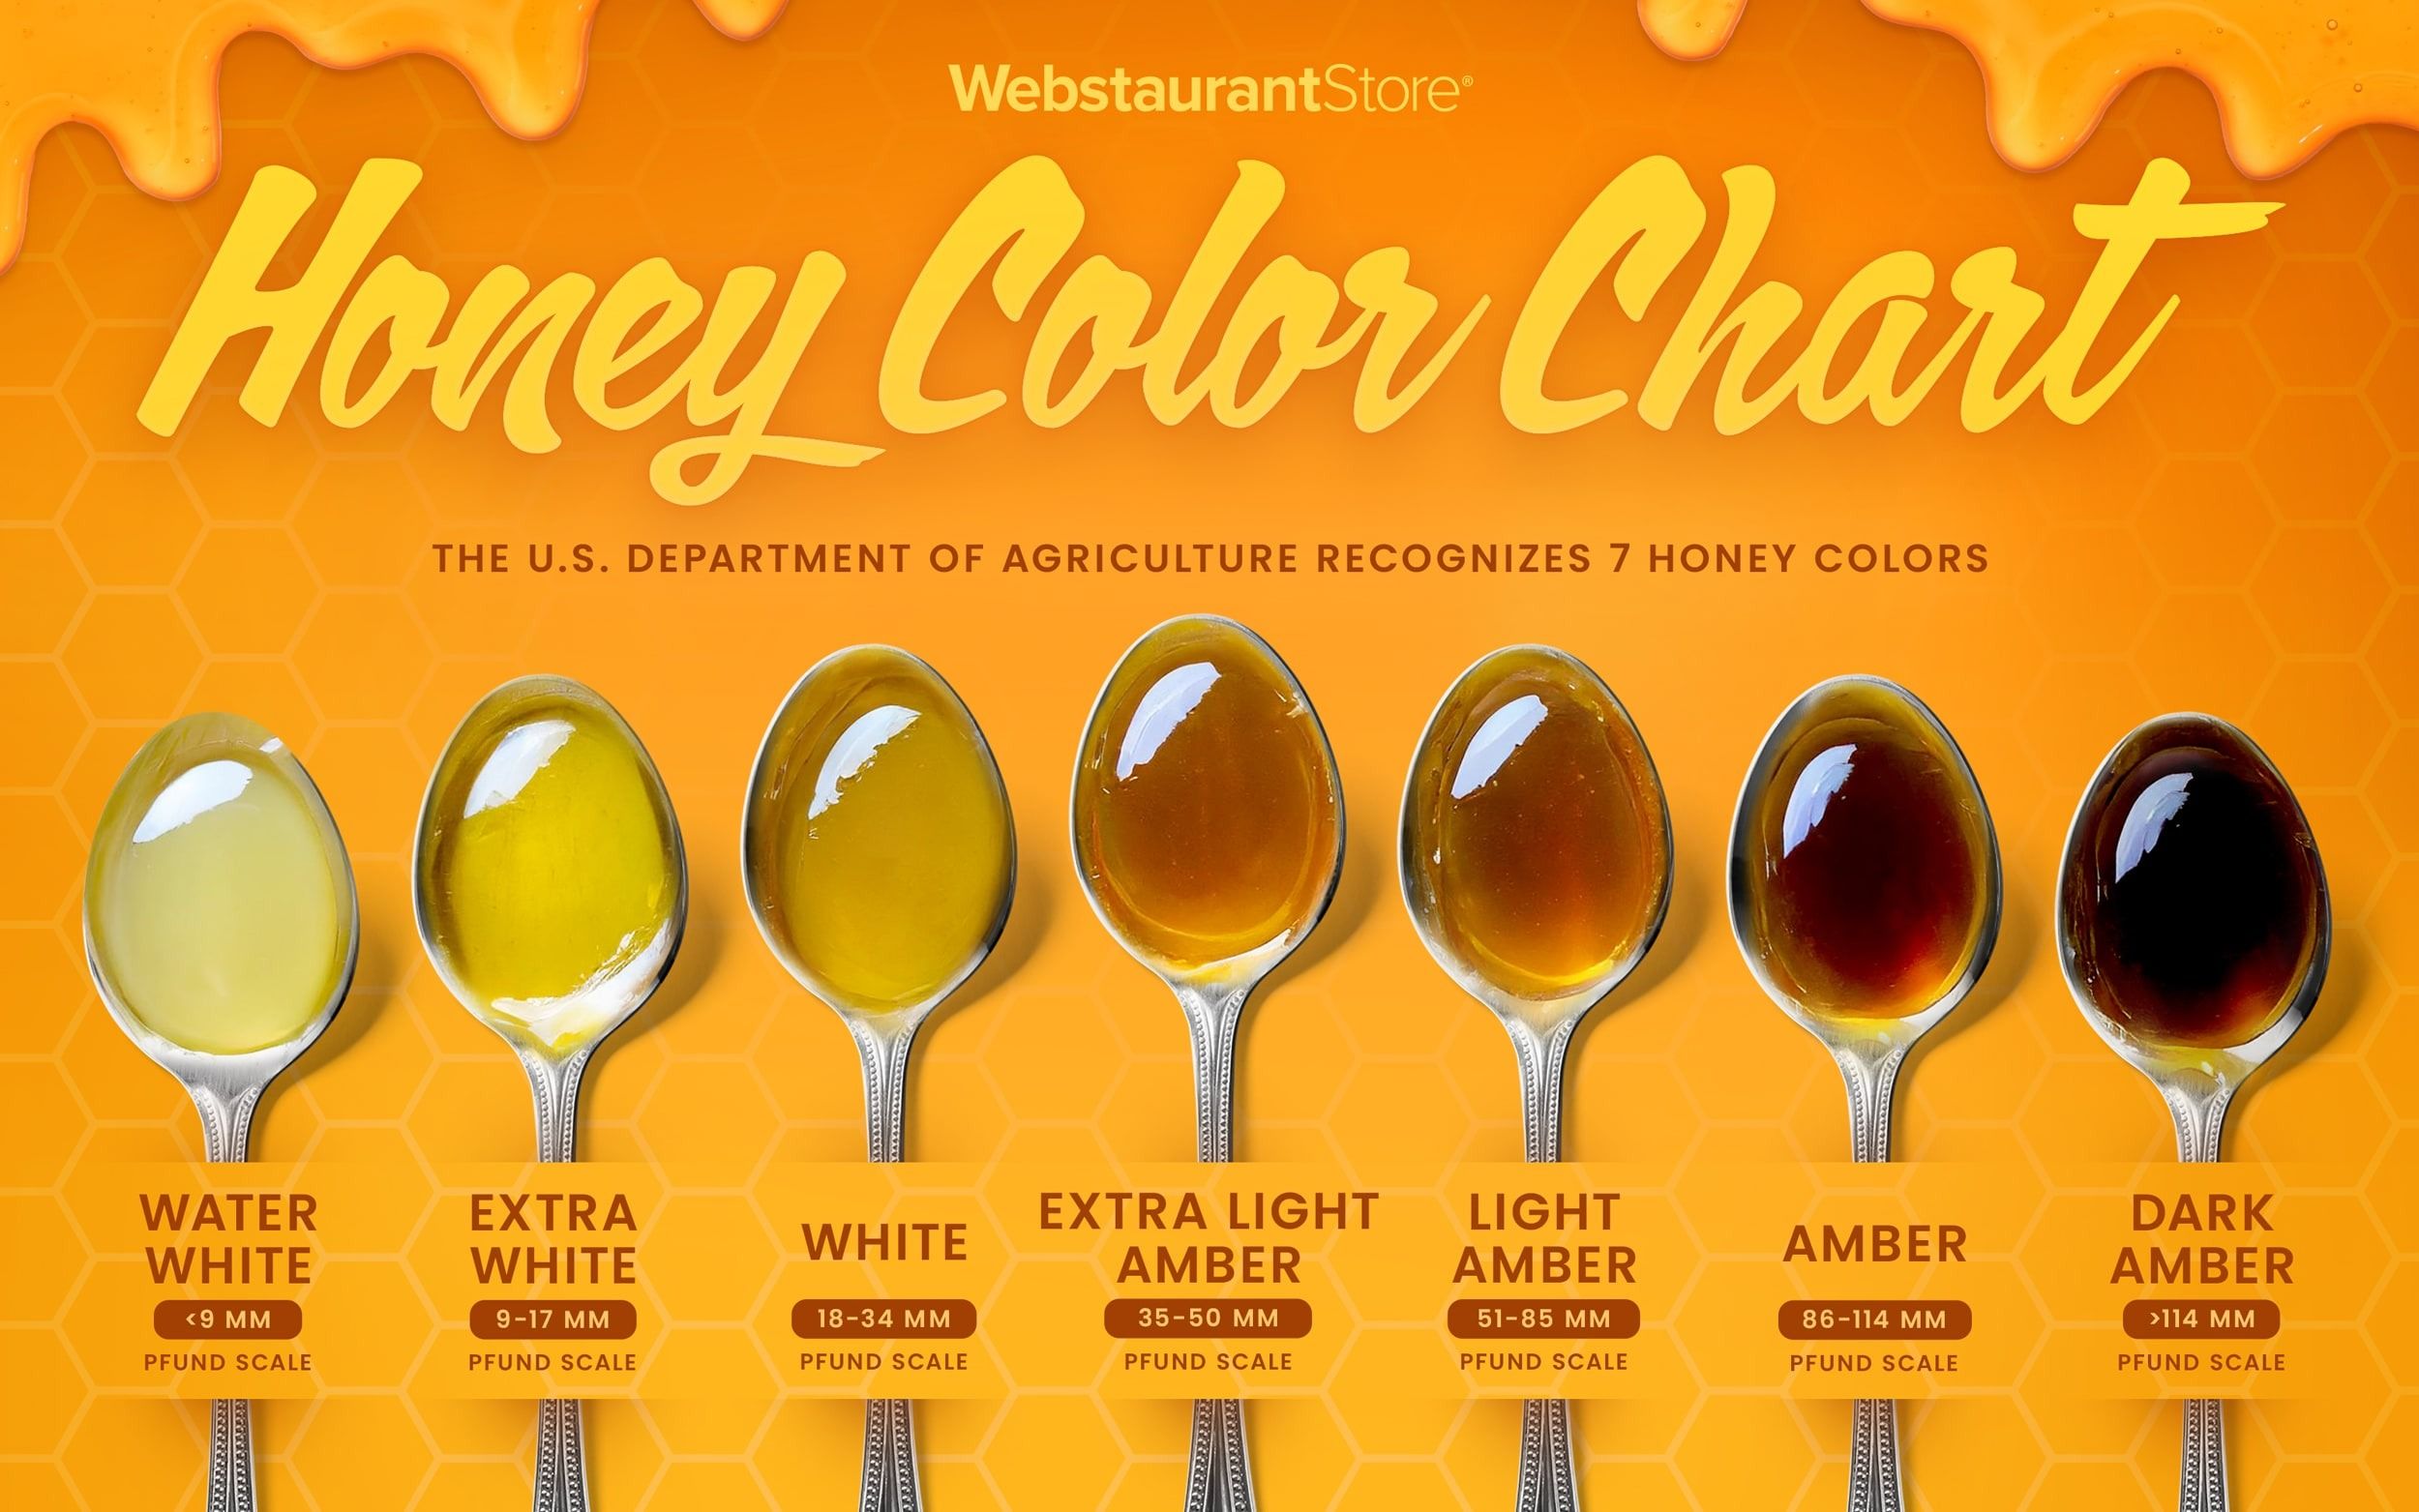 WebstaurantStore®
Honey Color Chart
THE U.S. DEPARTMENT OF AGRICULTURE RECOGNIZES 7 HONEY COLORS
WATER
WHITE
<9 MM
PFUND SCALE
EXTRA
WHITE
9-17 MM
PFUND SCALE
WHITE
18-34 MM
PFUND SCALE
EXTRA LIGHT
AMBER
35-50 MM
PFUND SCALE
LIGHT
AMBER
51-85 MM
PFUND SCALE
AMBER
86-114 MM
PFUND SCALE
DARK
AMBER
>114 MM
PFUND SCALE